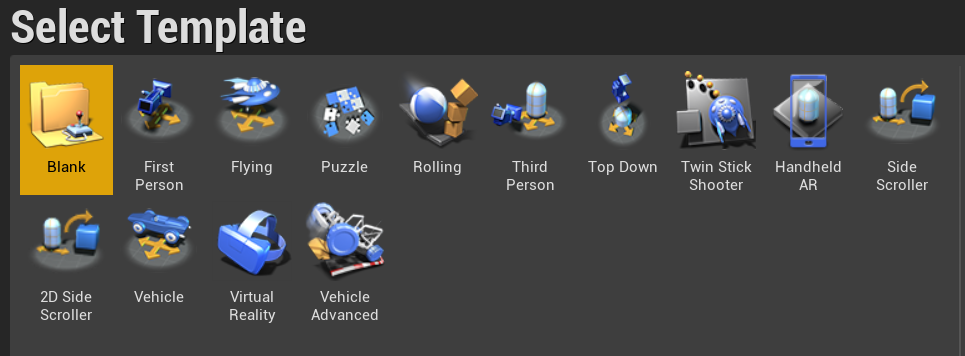 Select Template
Blank
First
Person
Flying
Puzzle
Rolling
Third
Person
Top Down
Twin Stick
Shooter
Handheld
AR
Side
Scroller
2D Side
Scroller
Vehicle
Virtual
Reality
Vehicle
Advanced